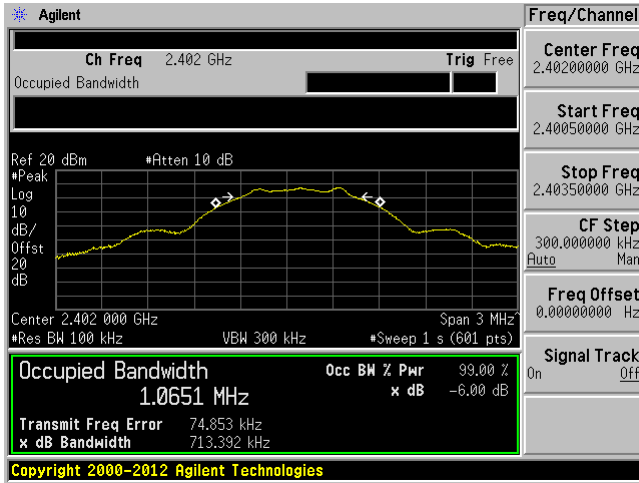 Agilent
Freq/Channel
Ch Freq 2.402 GHz Trig Free
Occupied Bandwidth
Center Freq
2.40200000 GHz
Start Freq
2.40050000 GHz
Stop Freq
2.40350000 GHz
CF Step
300.000000 kHz
Auto Man
Freq Offset
0.00000000 Hz
Signal Track
On Off
Ref 20 dBm #Atten 10 dB
#Peak
Log
10
dB/
Offst
20
dB
Center 2.402 000 GHz Span 3 MHz^
#Res BW 100 kHz VBW 300 kHz #Sweep 1 s (601 pts)
Occupied Bandwidth Occ BW % Pwr 99.00 %
1.0651 MHz x dB -6.00 dB
Transmit Freq Error 74.853 kHz
x dB Bandwidth 713.392 kHz
Copyright 2000-2012 Agilent Technologies